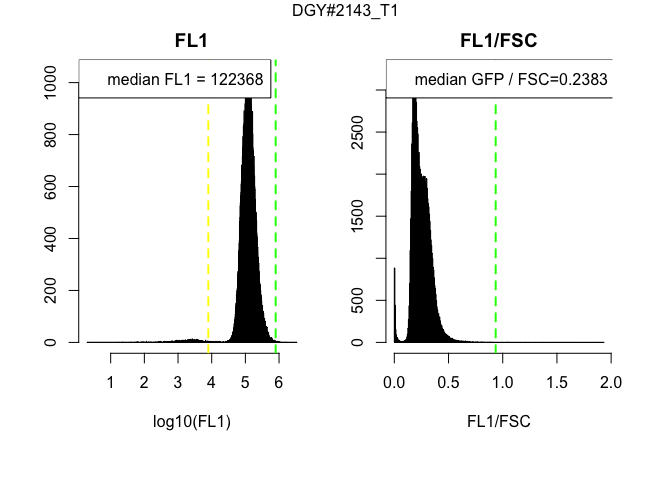 DGY#2143_T1
FL1
median FL1 = 122368
0 200 400 600 800 1000
1 2 3 4 5 6
log10(FL1)
FL1/FSC
median GFP / FSC=0.2383
0 500 1500 2500
0.0 0.5 1.0 1.5 2.0
FL1/FSC